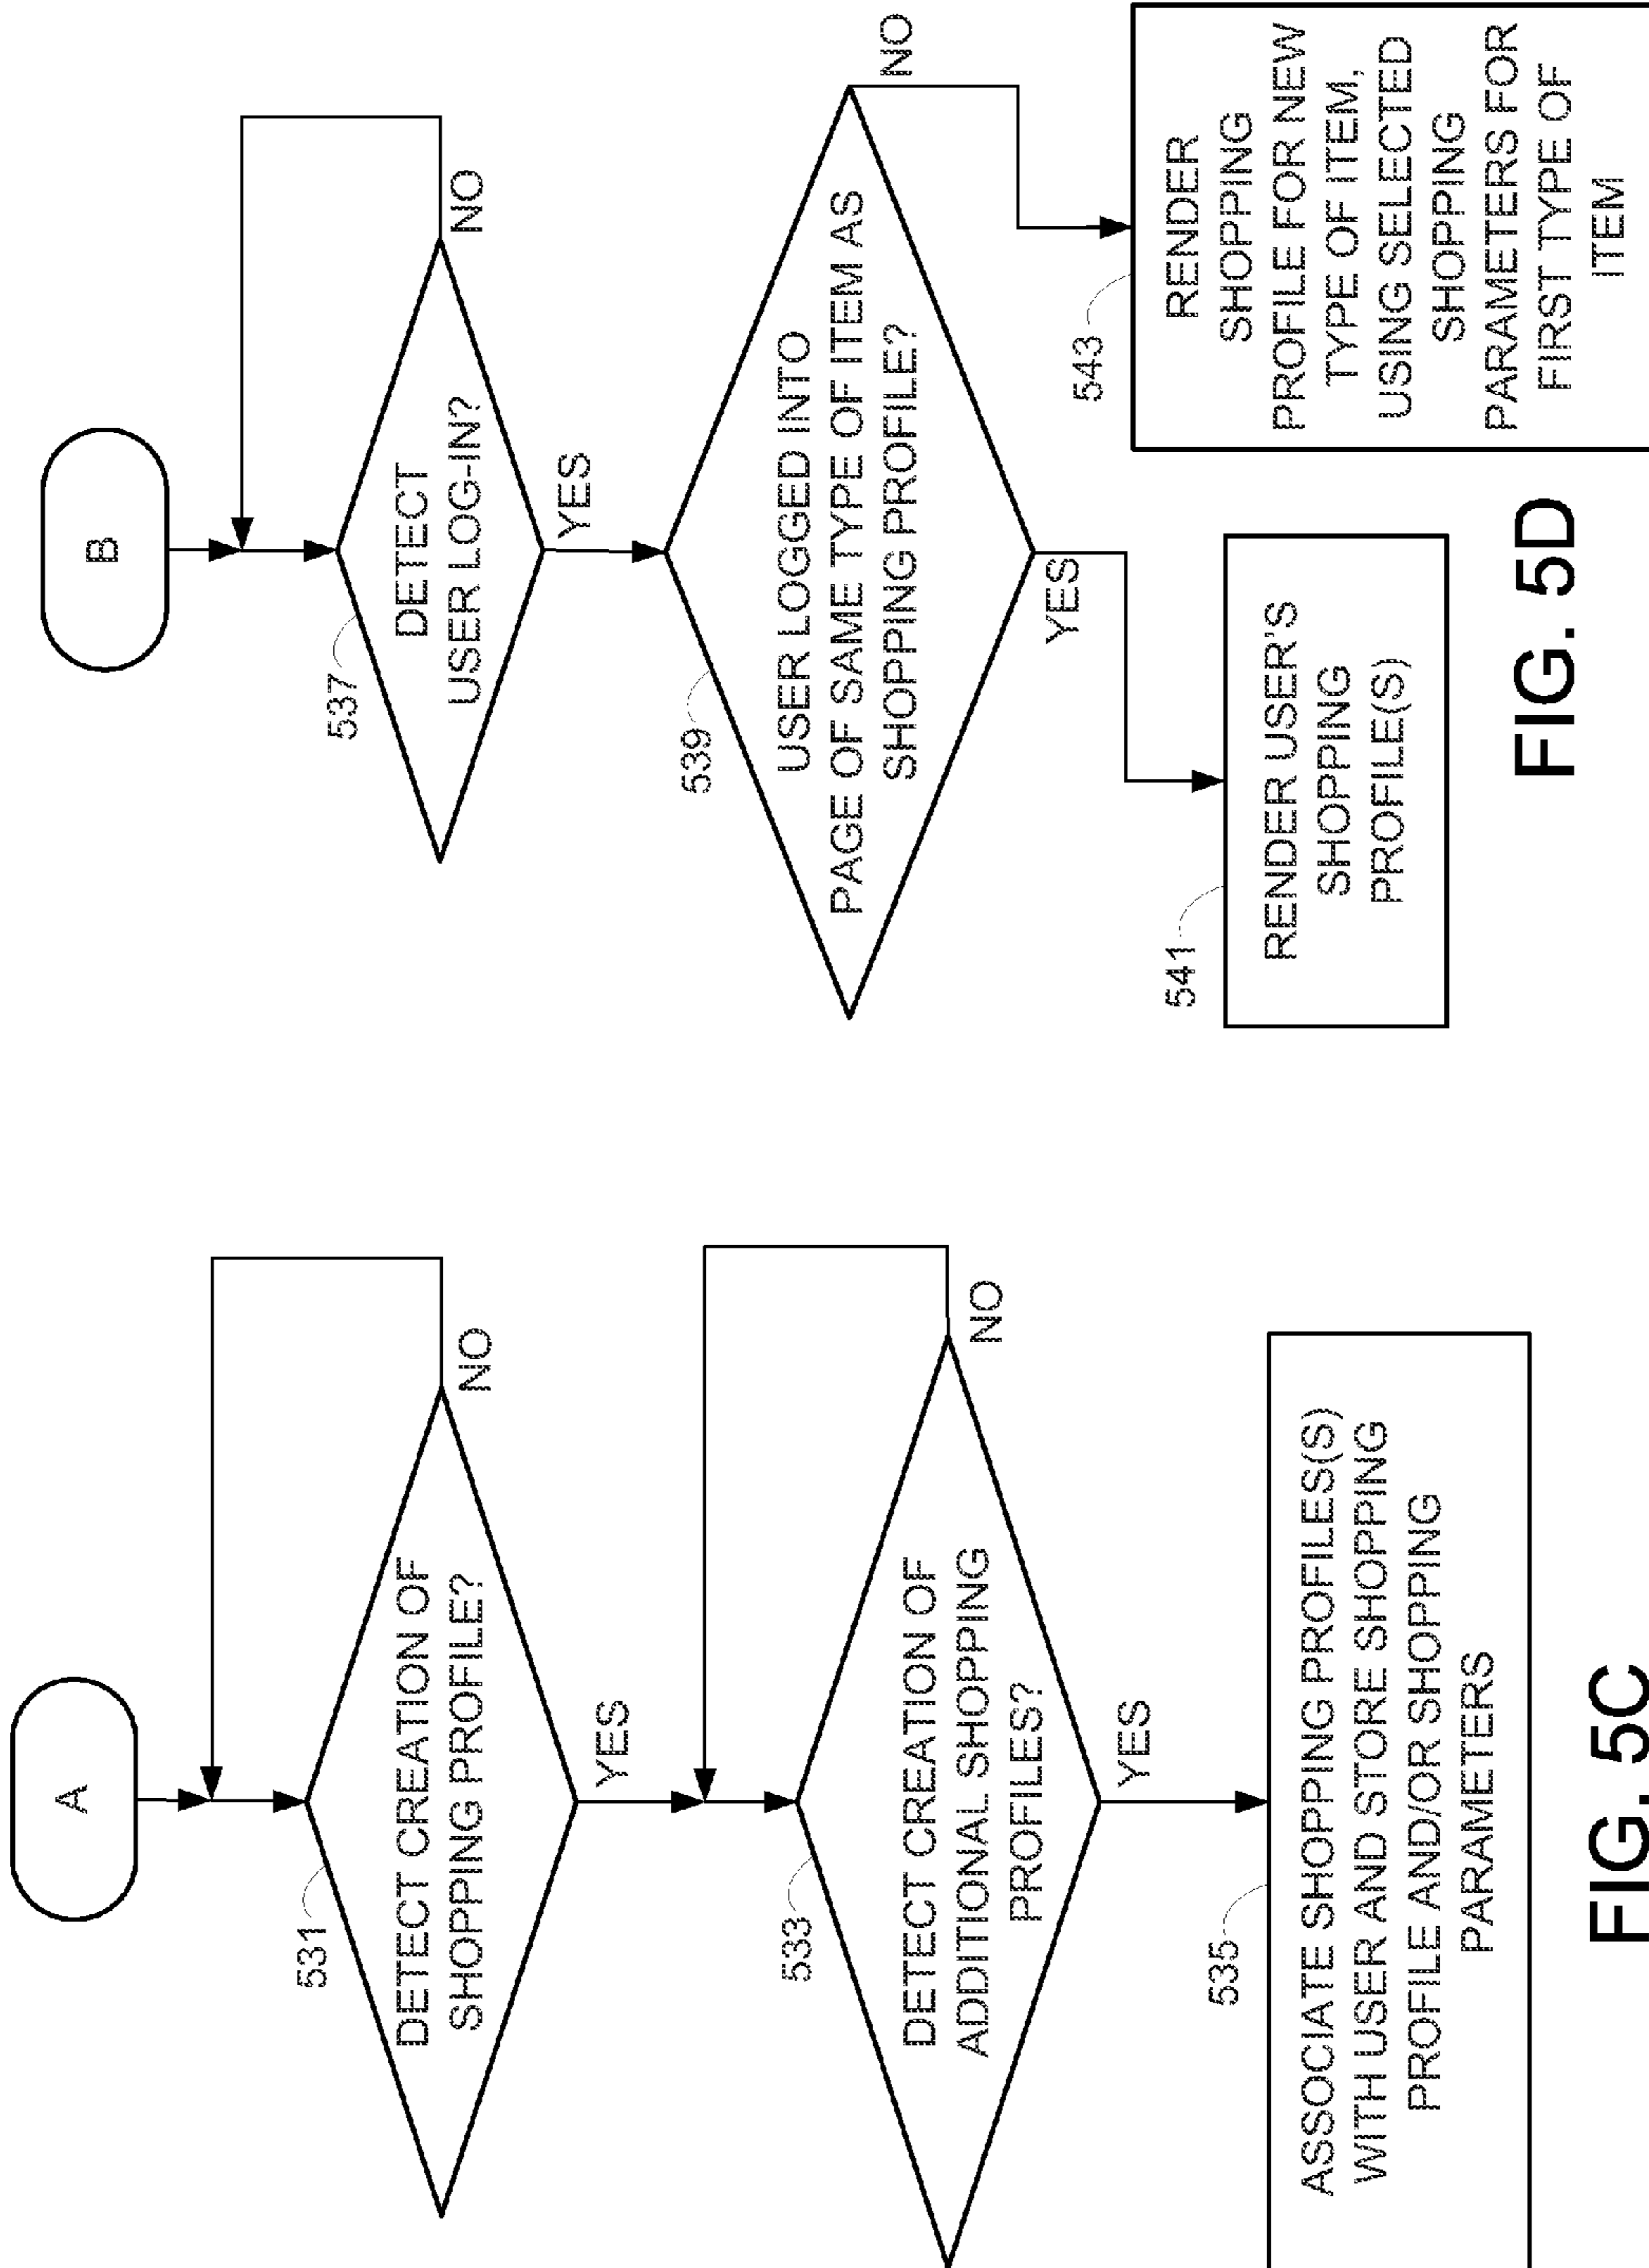 A
531
DETECT CREATION OF
SHOPPING PROFILE?
NO
YES
533
DETECT CREATION OF
ADDITIONAL SHOPPING
PROFILES?
NO
YES
535
ASSOCIATE SHOPPING PROFILES(S)
WITH USER AND STORE SHOPPING
PROFILE AND/OR SHOPPING
PARAMETERS
FIG. 5C
B
537
DETECT
USER LOG-IN?
NO
YES
539
USER LOGGED INTO
PAGE OF SAME TYPE OF ITEM AS
SHOPPING PROFILE?
NO
YES
541
RENDER USER'S
SHOPPING
PROFILE(S)
543
RENDER
SHOPPING
PROFILE FOR NEW
TYPE OF ITEM,
USING SELECTED
SHOPPING
PARAMETERS FOR
FIRST TYPE OF
ITEM
FIG. 5D